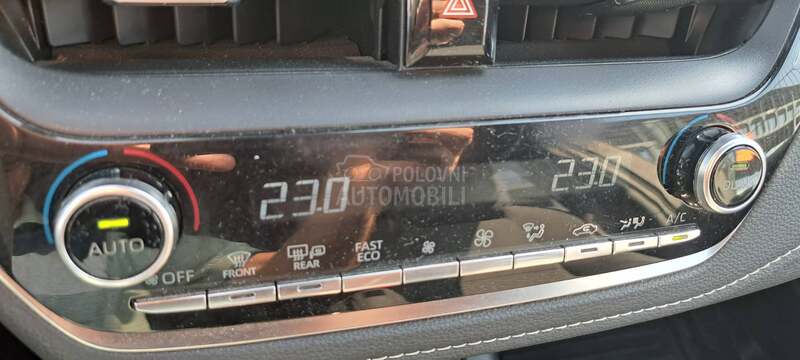 23.0
23.0
POLOVNI
AUTOMOBILI
AUTO
OFF
FRONT
REAR
FAST
ECO
A/C